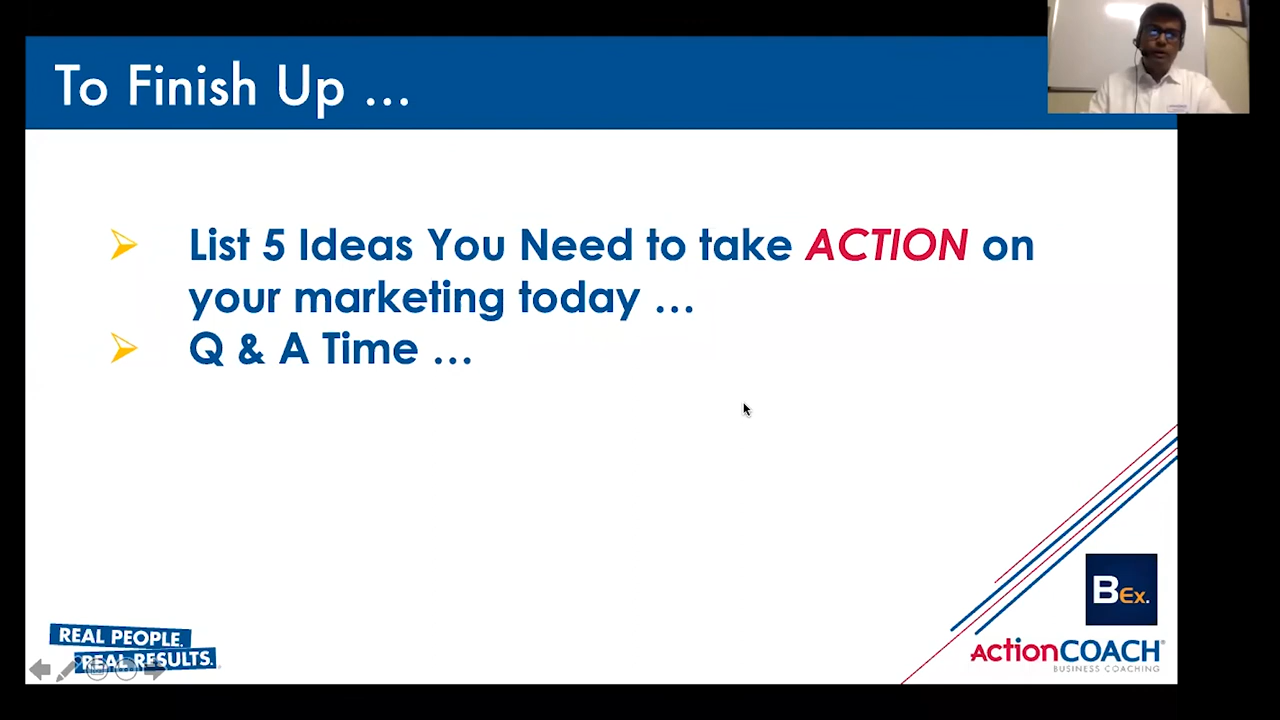 To Finish Up ...
List 5 Ideas You Need to take ACTION on
your marketing today ...
Q & A Time ...
BEx.
REAL PEOPLE.
REAL RESULTS.
ActionCOACH®
BUSINESS COACHING